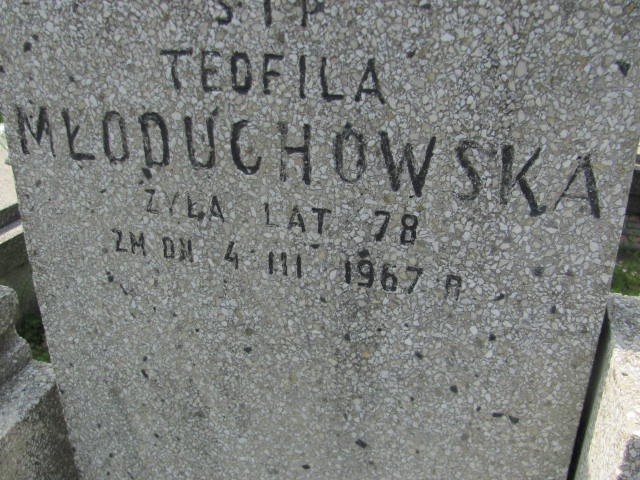 S I P
TEOFILA
MŁODUCHOWSKA
ŻYŁA LAT 78
ZM DN 4 III 1967 R